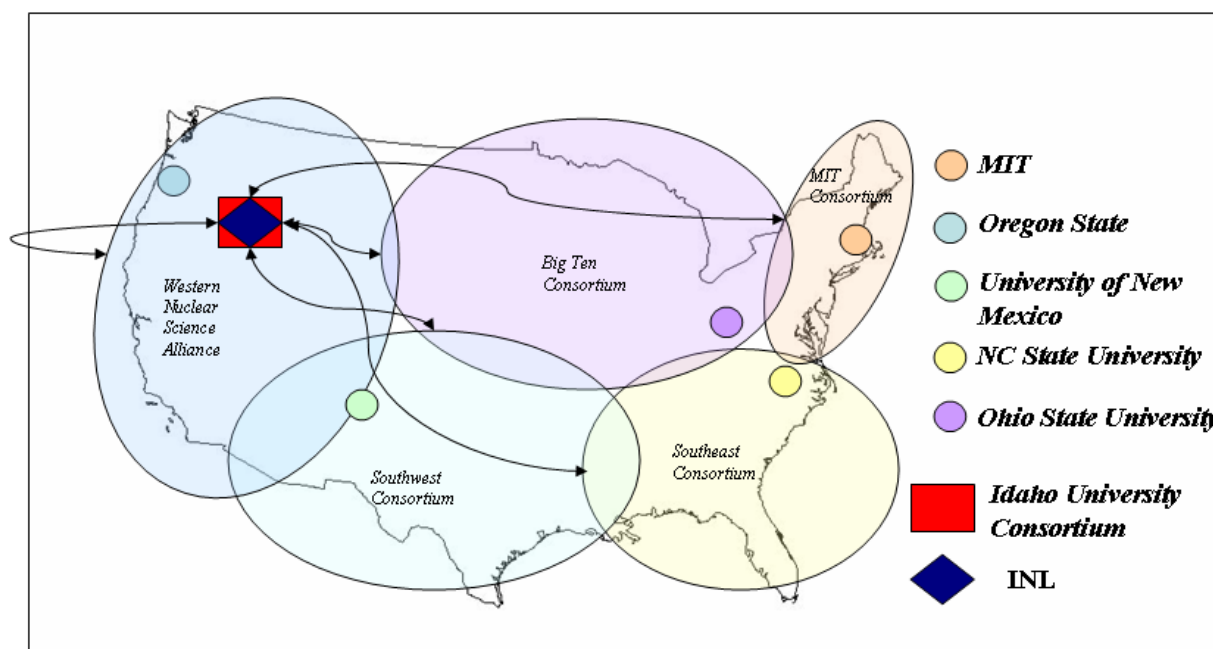 MIT
Consortium
Western
Nuclear
Science
Alliance
Big Ten
Consortium
Southwest
Consortium
Southeast
Consortium
MIT
Oregon State
University of New
Mexico
NC State University
Ohio State University
Idaho University
Consortium
INL